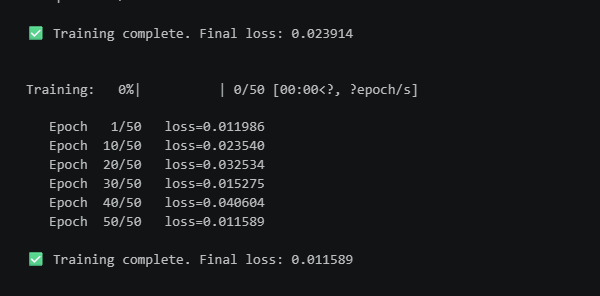 ✅ Training complete. Final loss: 0.023914
Training:   0%|          | 0/50 [00:00<?, ?epoch/s]
Epoch   1/50   loss=0.011986
Epoch  10/50   loss=0.023540
Epoch  20/50   loss=0.032534
Epoch  30/50   loss=0.015275
Epoch  40/50   loss=0.040604
Epoch  50/50   loss=0.011589
✅ Training complete. Final loss: 0.011589